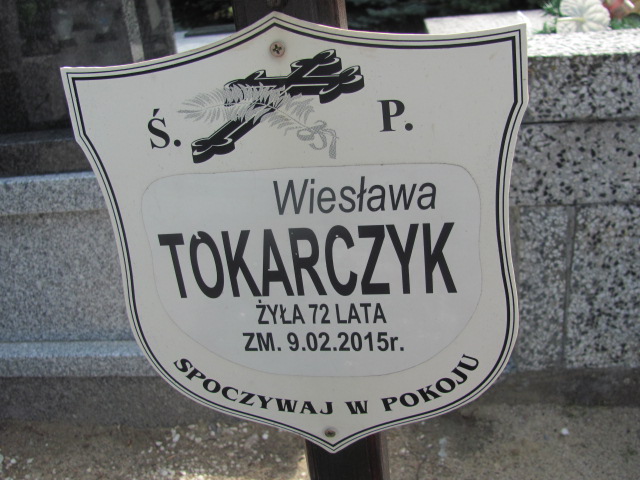 Ś. P.
Wiesława
TOKARCZYK
ŻYŁA 72 LATA
ZM. 9.02.2015r.
SPOCZYWAJ W POKOJU